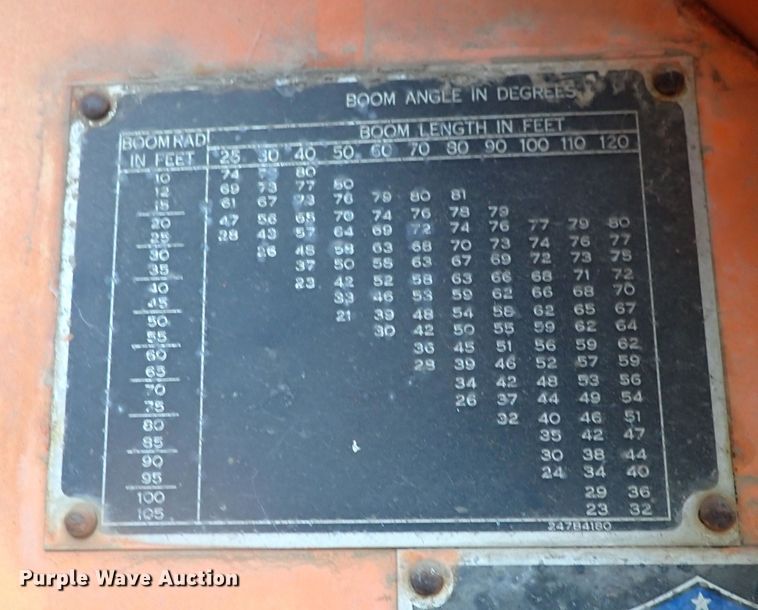 BOOM ANGLE IN DEGREES
BOOM RAD BOOM LENGTH IN FEET
IN FEET 25 30 40 50 60 70 80 90 100 110 120
10 74 80
12 69 73 77 80
15 61 67 73 76 79 80 81
20 47 56 65 70 74 76 78 79
25 28 43 57 64 69 72 74 76 77 79 80
30 26 48 58 63 68 70 73 74 76 77
35 37 50 58 63 67 69 72 73 75
40 23 42 52 58 63 66 68 71 72
45 33 46 53 59 62 66 68 70
50 21 39 48 54 58 62 65 67
55 30 42 50 55 59 62 64
60 36 45 51 56 59 62
65 28 39 46 52 57 59
70 34 42 48 53 56
75 26 37 44 49 54
80 32 40 46 51
85 35 42 47
90 30 38 44
95 24 34 40
100 29 36
105 23 32
247B4180
Purple Wave Auction